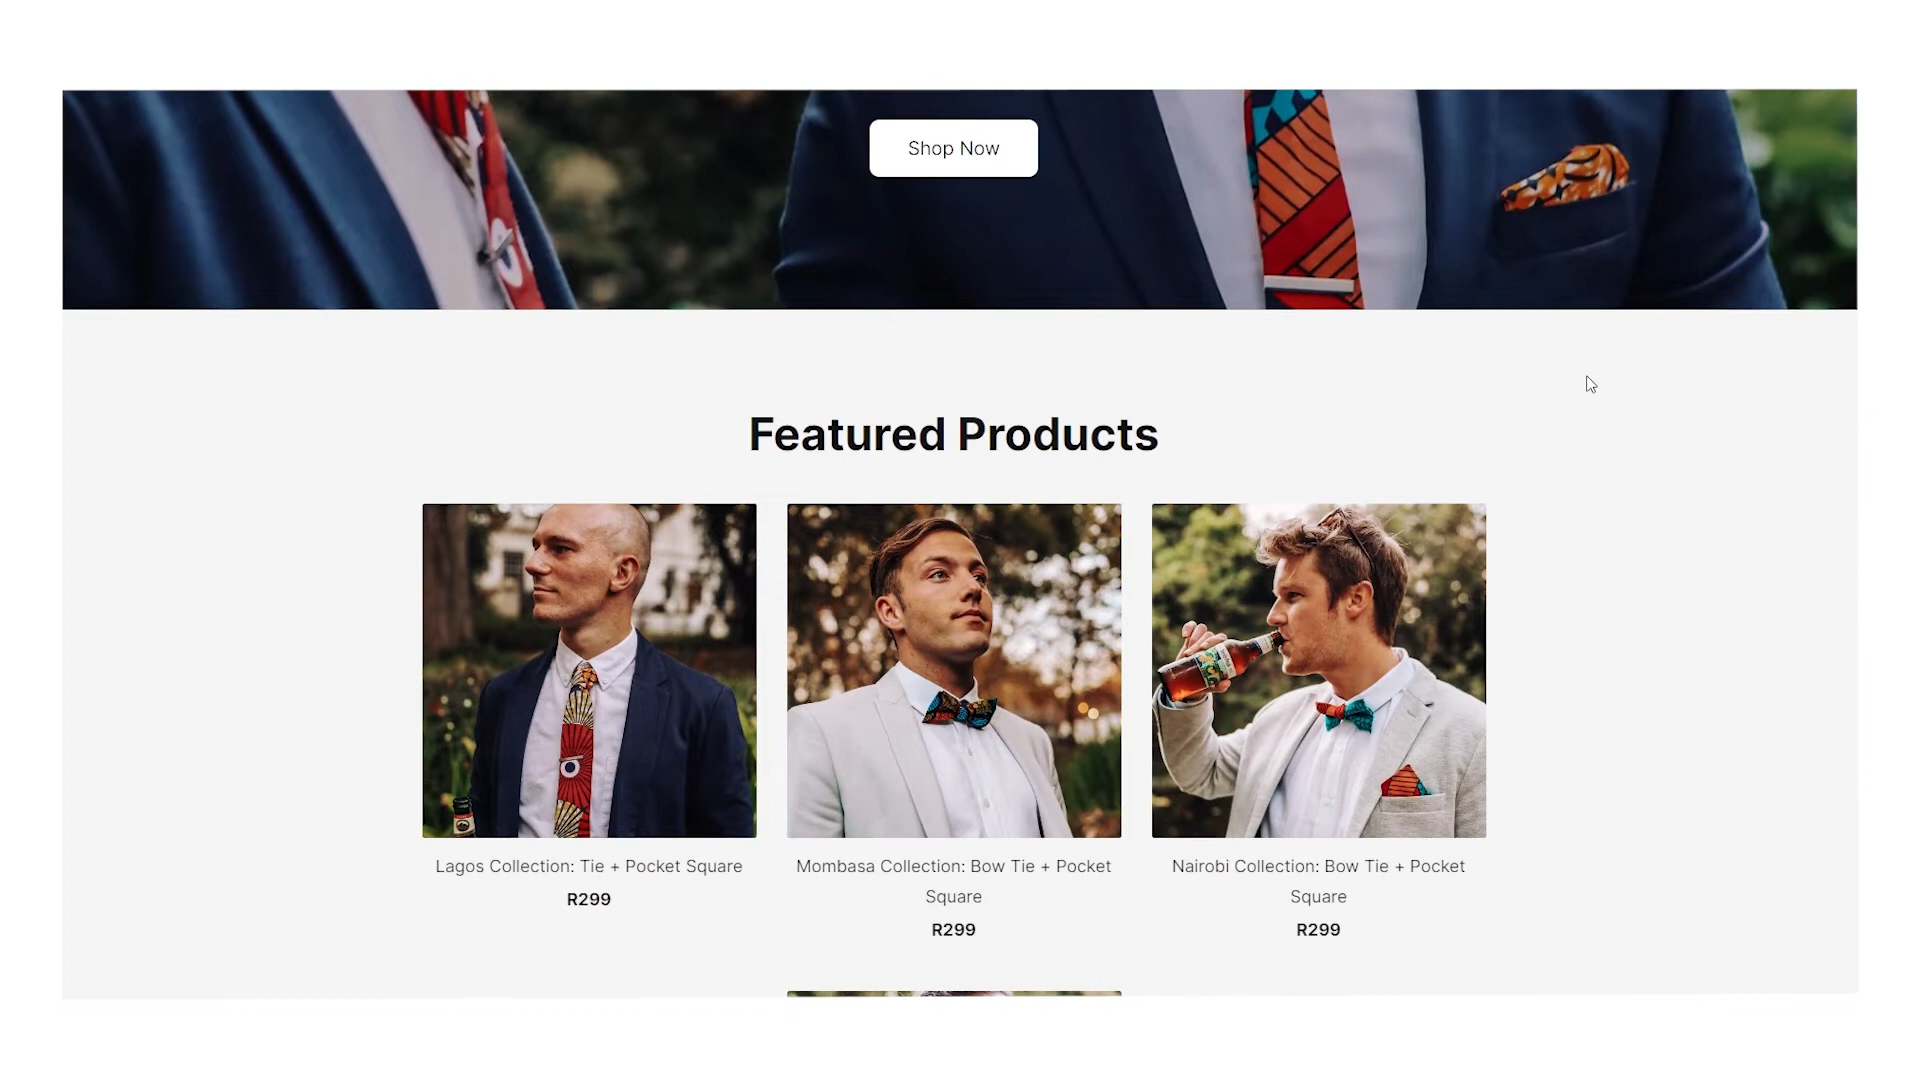 Shop Now
Featured Products
Lagos Collection: Tie + Pocket Square
R299
Mombasa Collection: Bow Tie + Pocket
Square
R299
Nairobi Collection: Bow Tie + Pocket
Square
R299